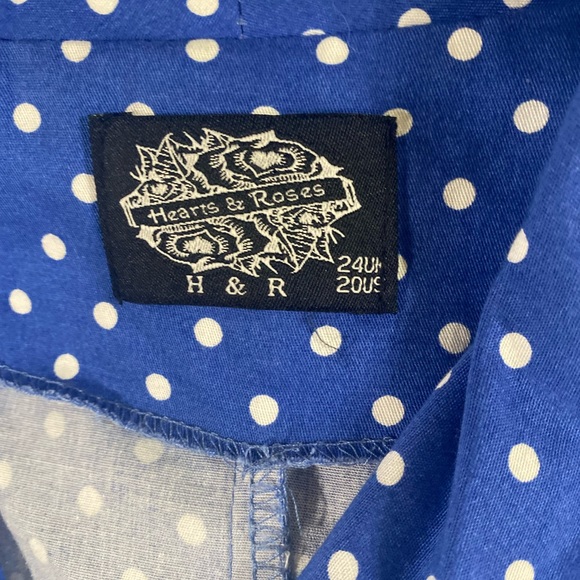 Hearts & Roses
H & R
24UK
20US